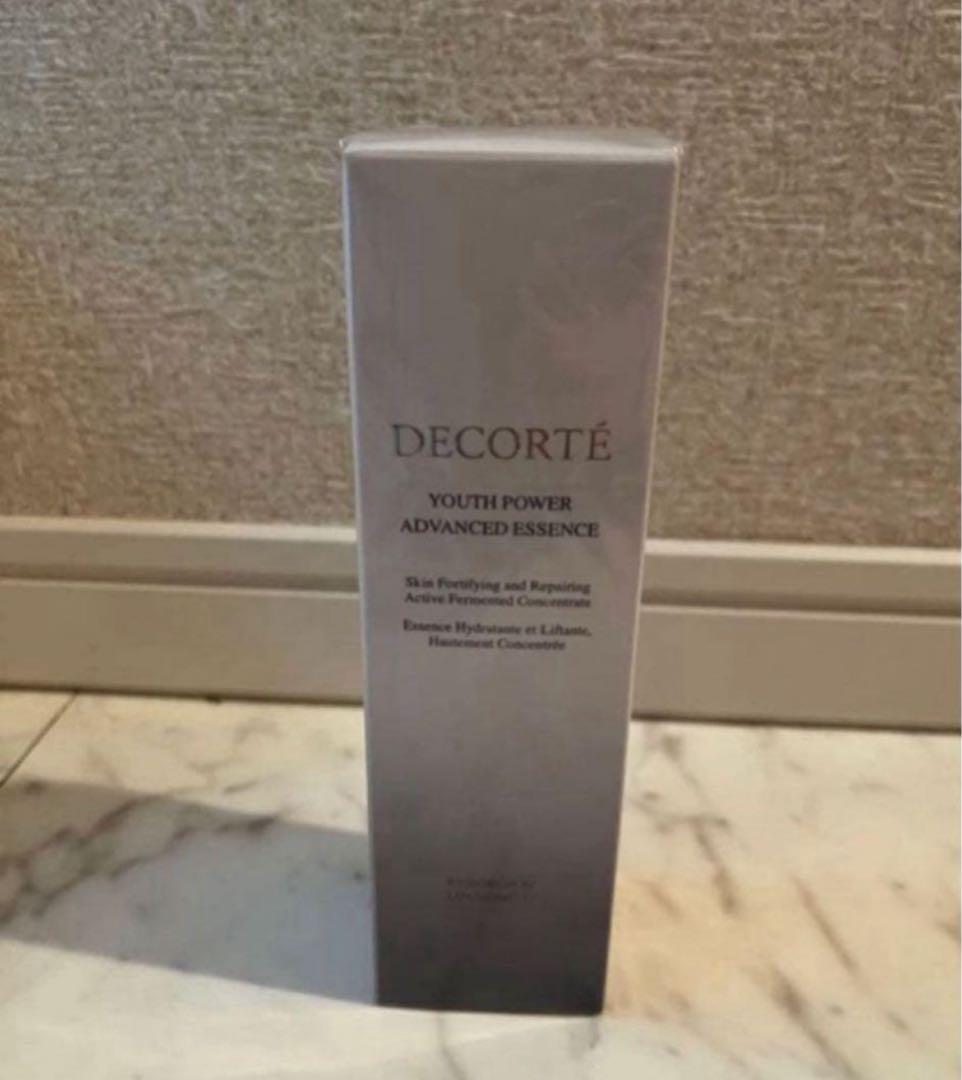 DECORTÉ
YOUTH POWER
ADVANCED ESSENCE
Skin Fortifying and Repairing
Active Fermented Concentrate
Essence Hydratante et Liftante,
Hautement Concentrée